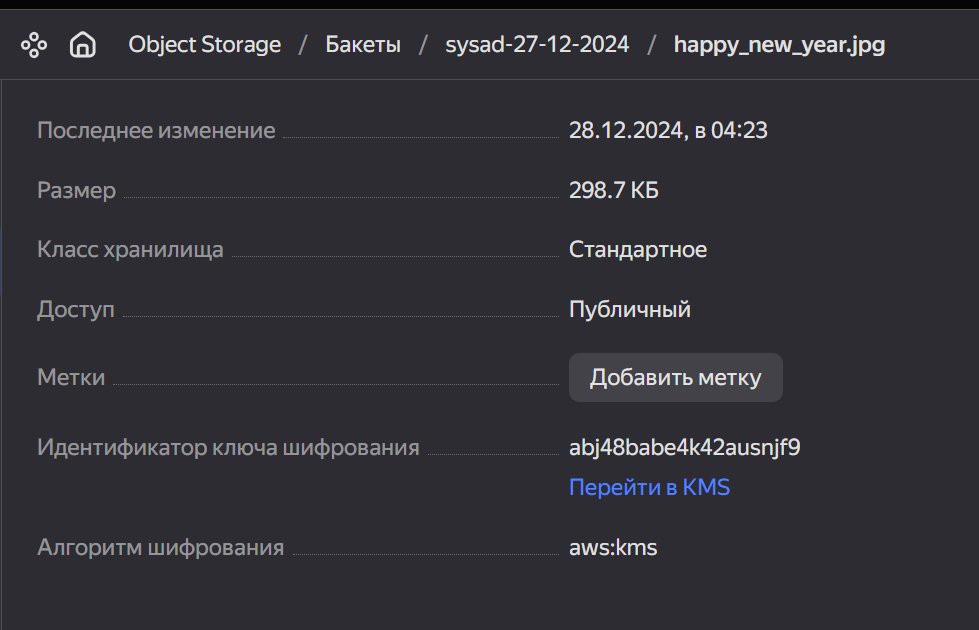 Object Storage / Бакеты / sysad-27-12-2024 / happy_new_year.jpg
Последнее изменение 28.12.2024, в 04:23
Размер 298.7 КБ
Класс хранилища Стандартное
Доступ Публичный
Метки Добавить метку
Идентификатор ключа шифрования abj48babe4k42ausnjf9
Перейти в KMS
Алгоритм шифрования aws:kms